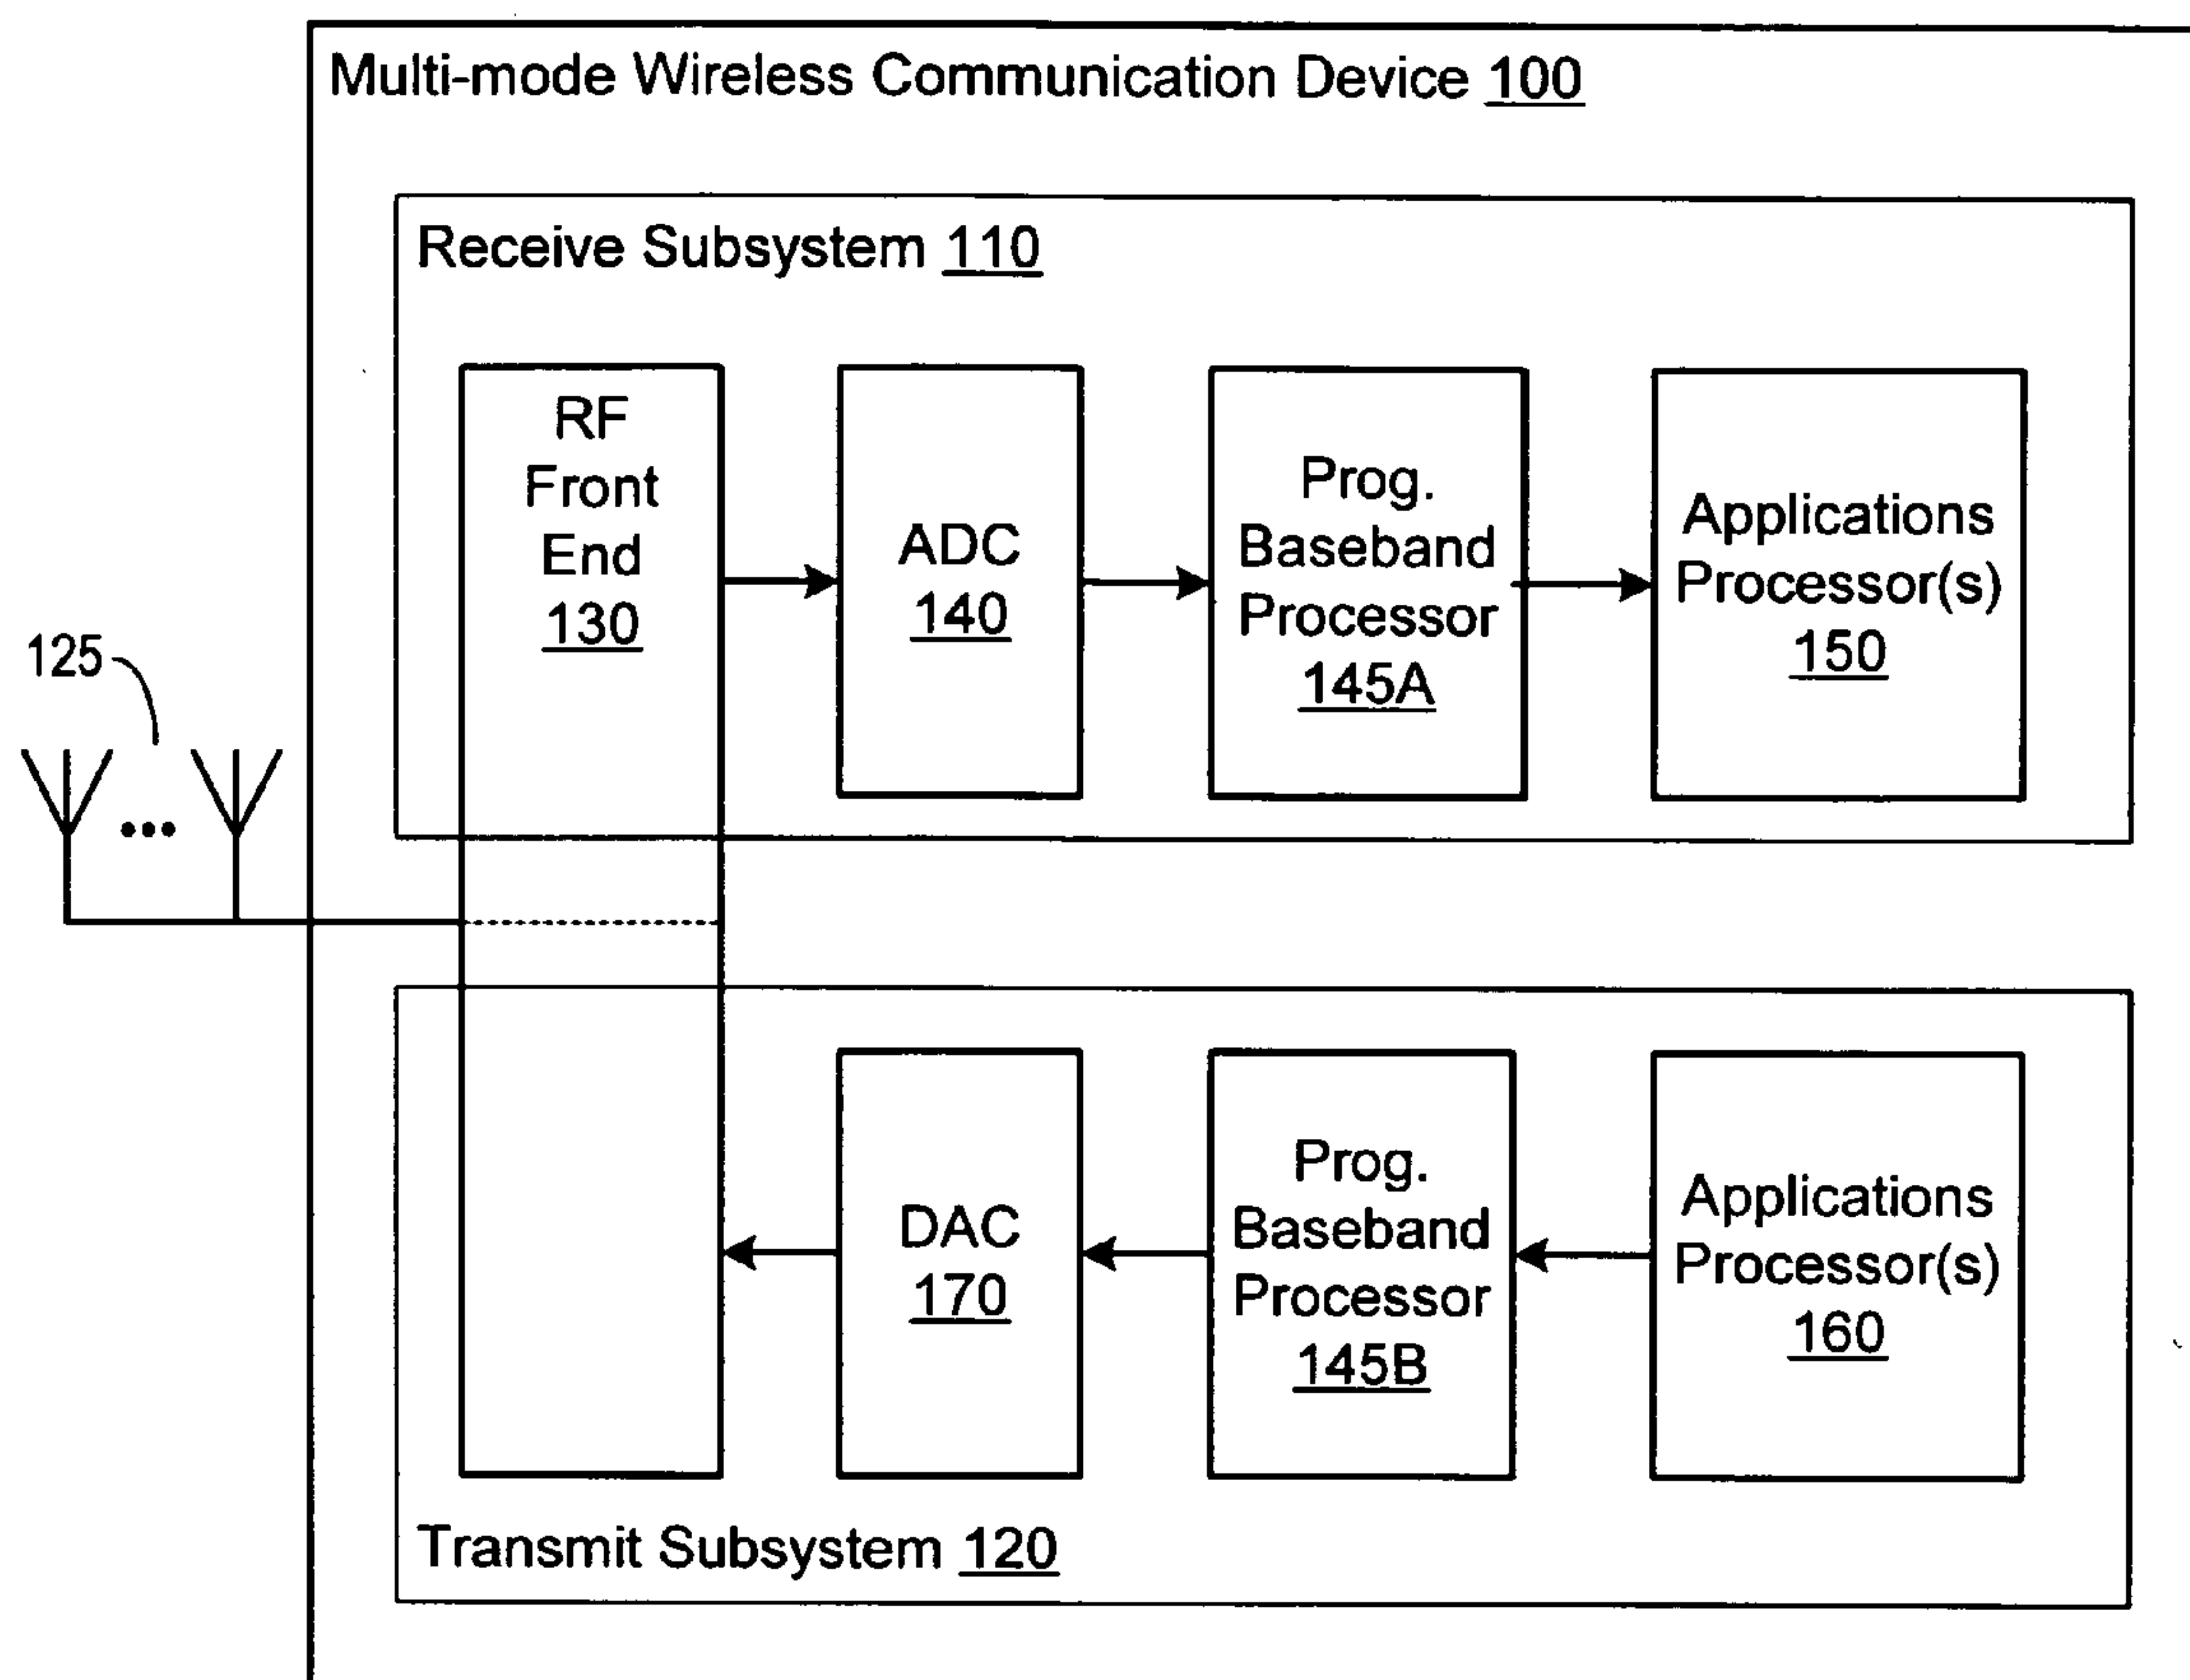 Multi-mode Wireless Communication Device 100
Receive Subsystem 110
RF
Front
End
130
ADC
140
Prog.
Baseband
Processor
145A
Applications
Processor(s)
150
125
DAC
170
Prog.
Baseband
Processor
145B
Applications
Processor(s)
160
Transmit Subsystem 120